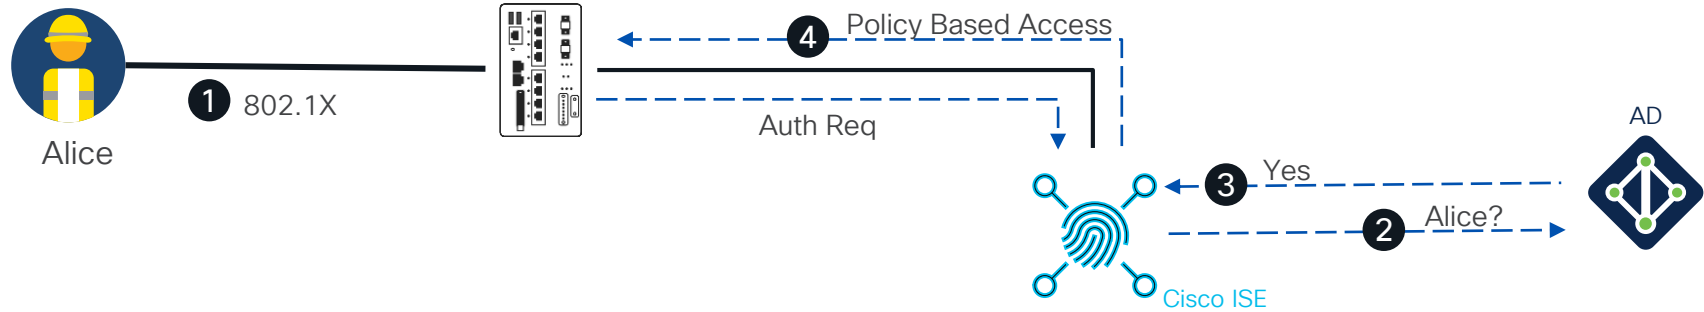 Alice
1 802.1X
4 Policy Based Access
Auth Req
3 Yes
2 Alice?
AD
Cisco ISE